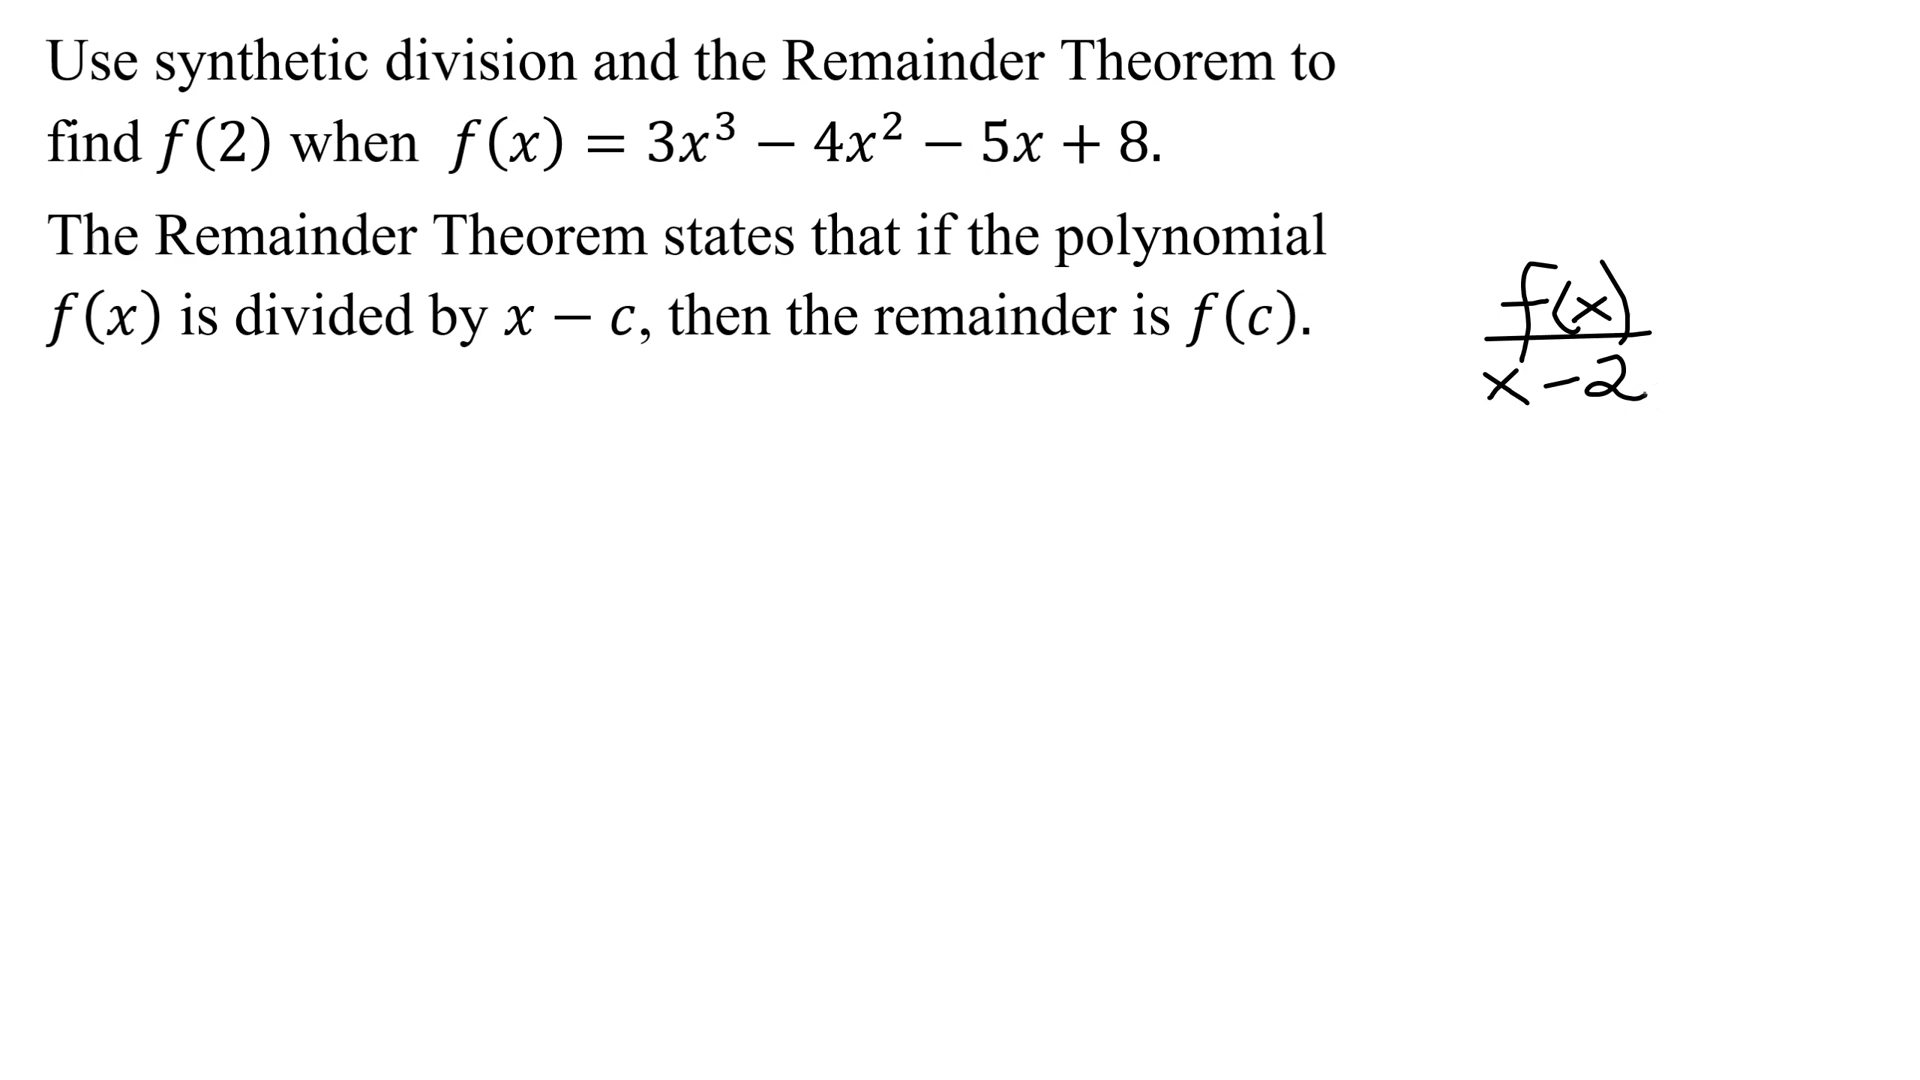 Use synthetic division and the Remainder Theorem to
find f(2) when f(x) = 3x³ − 4x² − 5x + 8.
The Remainder Theorem states that if the polynomial
f(x) is divided by x − c, then the remainder is f(c).
f(x)
x − 2